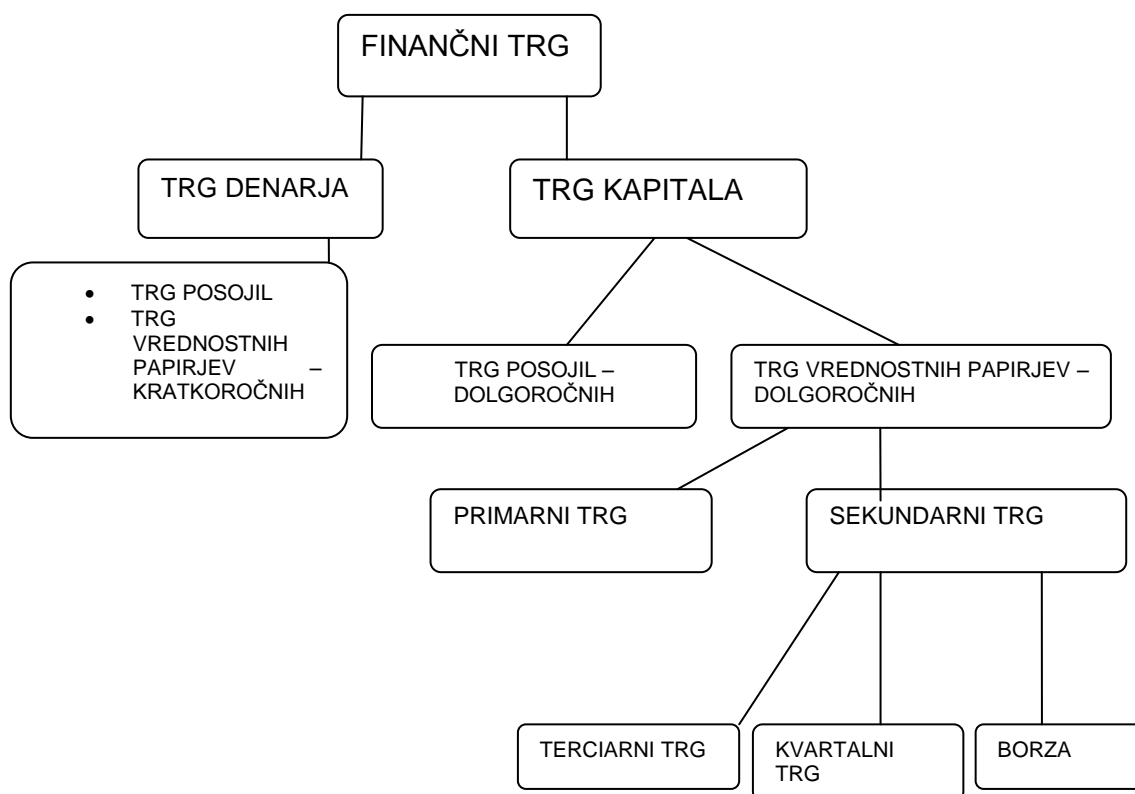 FINANČNI TRG
TRG DENARJA
TRG KAPITALA
• TRG POSOJIL
• TRG
VREDNOSTNIH
PAPIRJEV –
KRATKOROČNIH
TRG POSOJIL –
DOLGOROČNIH
TRG VREDNOSTNIH PAPIRJEV –
DOLGOROČNIH
PRIMARNI TRG
SEKUNDARNI TRG
TERCIARNI TRG
KVARTALNI
TRG
BORZA